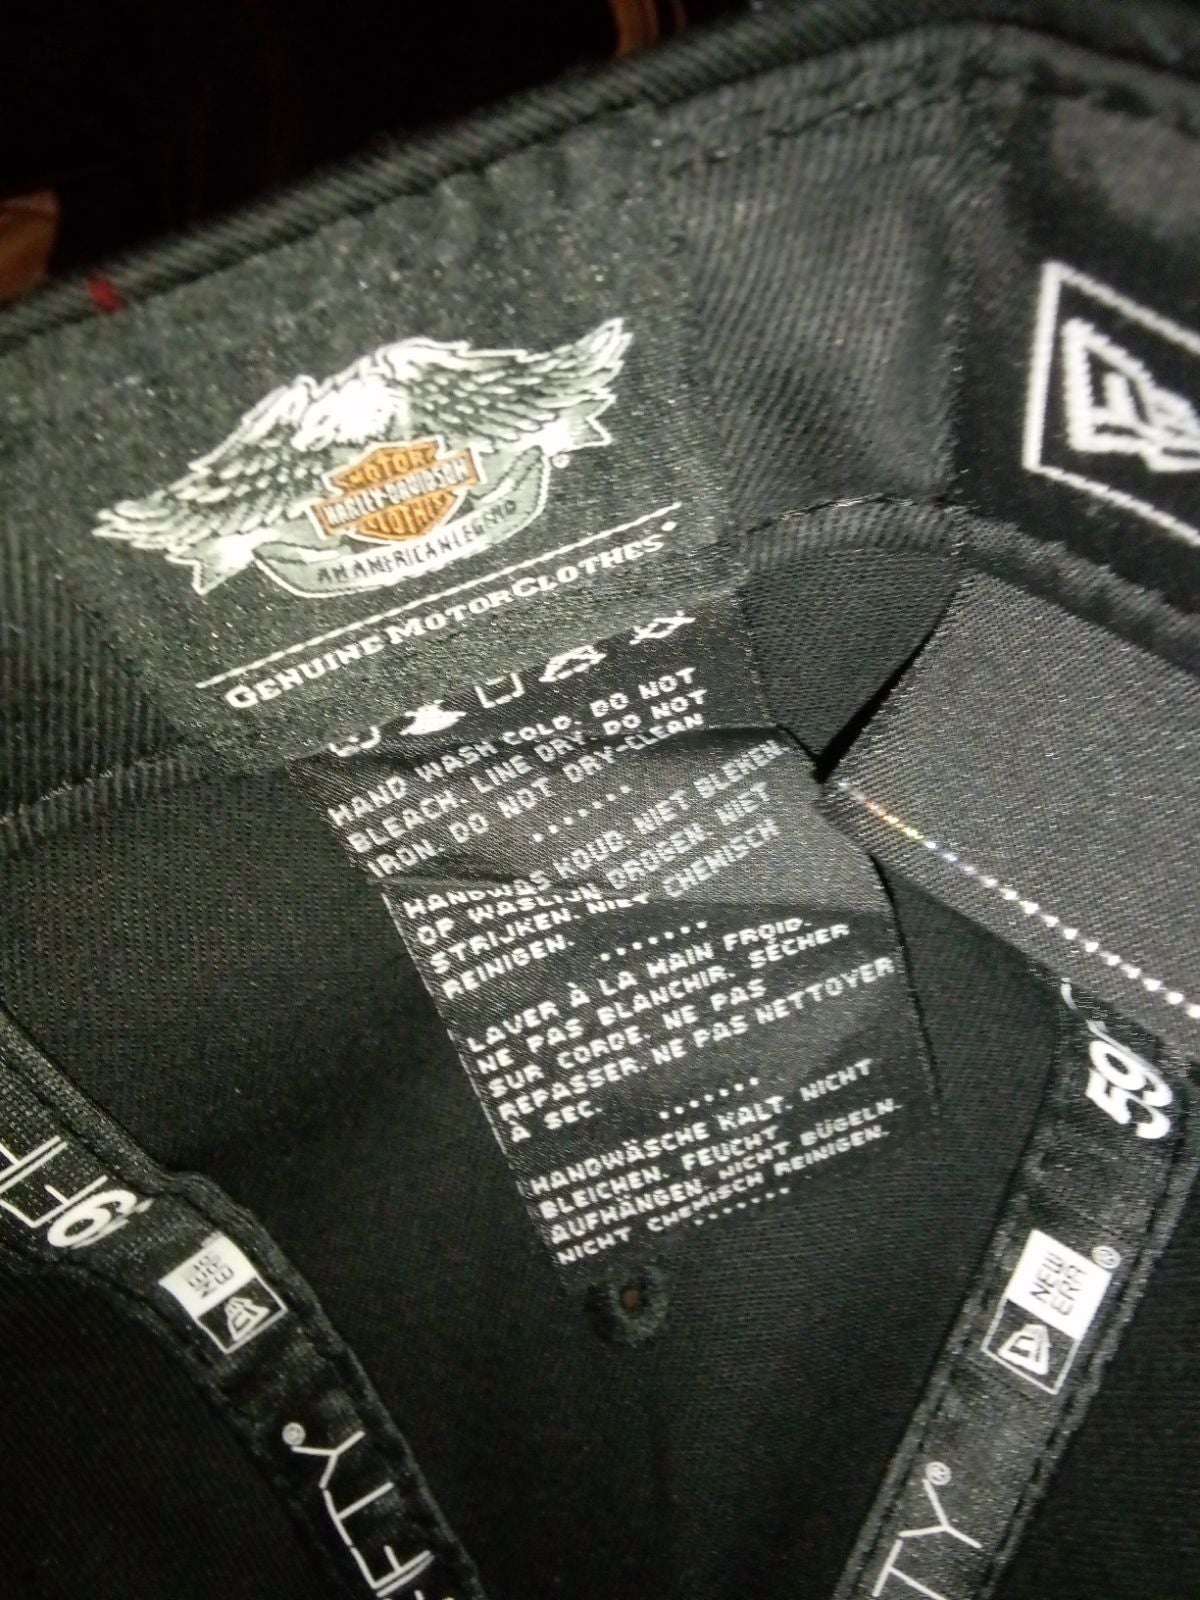 MOTOR
HARLEY-DAVIDSON
CLOTHES
AN AMERICAN LEGEND
GENUINE MOTORCLOTHES
HAND WASH COLD. DO NOT
BLEACH. LINE DRY. DO NOT
IRON. DO NOT DRY-CLEAN
.......
HANDWAS KOUD. NIET BLEKEN.
OP WASLIJN DROGEN. NIET
STRIJKEN. NIET CHEMISCH
REINIGEN.
......
LAVER À LA MAIN FROID.
NE PAS BLANCHIR. SÉCHER
SUR CORDE. NE PAS
REPASSER. NE PAS NETTOYER
À SEC.
.......
HANDWÄSCHE KALT. NICHT
BLEICHEN. FEUCHT
AUFHÄNGEN. NICHT BÜGELN.
NICHT CHEMISCH REINIGEN.
.......
59
NEW
ERA®
TY®
NEW
ERA
FTY®